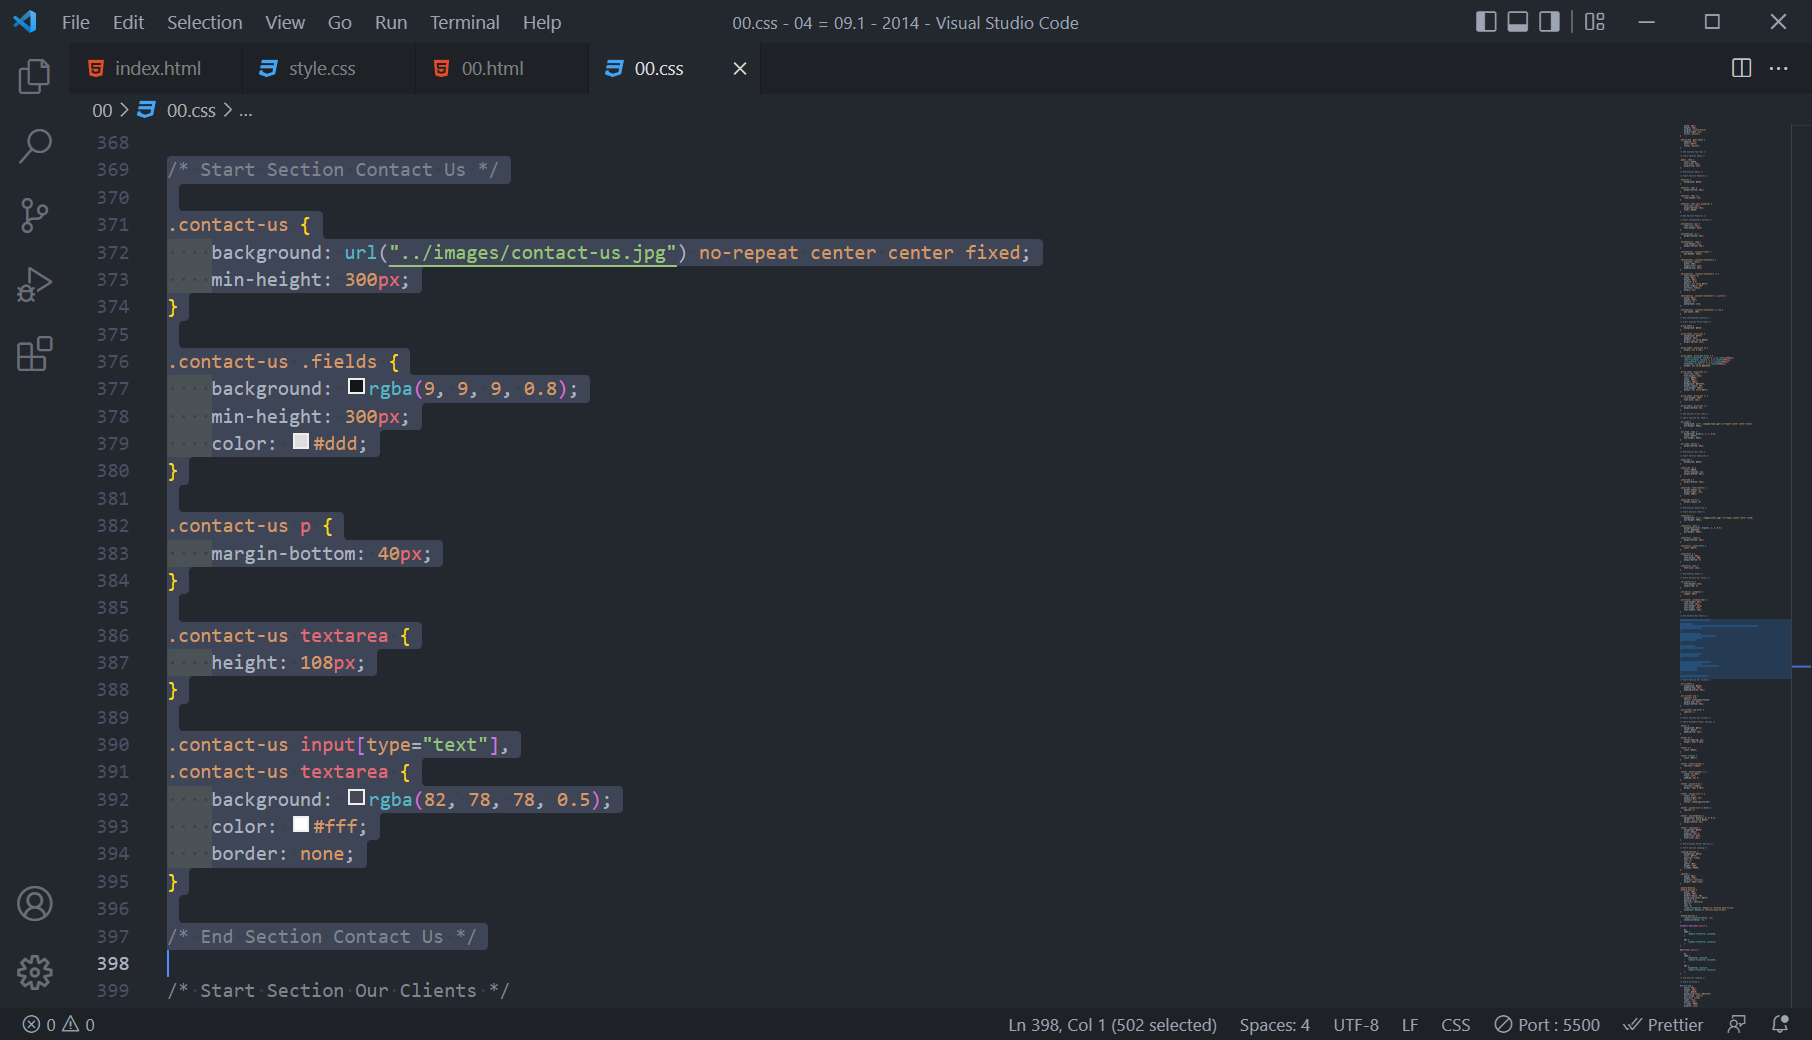 File Edit Selection View Go Run Terminal Help
00.css - 04 = 09.1 - 2014 - Visual Studio Code
index.html
style.css
00.html
00.css
00 > 00.css > ...
368
369 /* Start Section Contact Us */
370
371 .contact-us {
372 background: url("../images/contact-us.jpg") no-repeat center center fixed;
373 min-height: 300px;
374 }
375
376 .contact-us .fields {
377 background: rgba(9, 9, 9, 0.8);
378 min-height: 300px;
379 color: #ddd;
380 }
381
382 .contact-us p {
383 margin-bottom: 40px;
384 }
385
386 .contact-us textarea {
387 height: 108px;
388 }
389
390 .contact-us input[type="text"],
391 .contact-us textarea {
392 background: rgba(82, 78, 78, 0.5);
393 color: #fff;
394 border: none;
395 }
396
397 /* End Section Contact Us */
398
399 /* Start Section Our Clients */
0 0
Ln 398, Col 1 (502 selected) Spaces: 4 UTF-8 LF CSS Port : 5500 Prettier